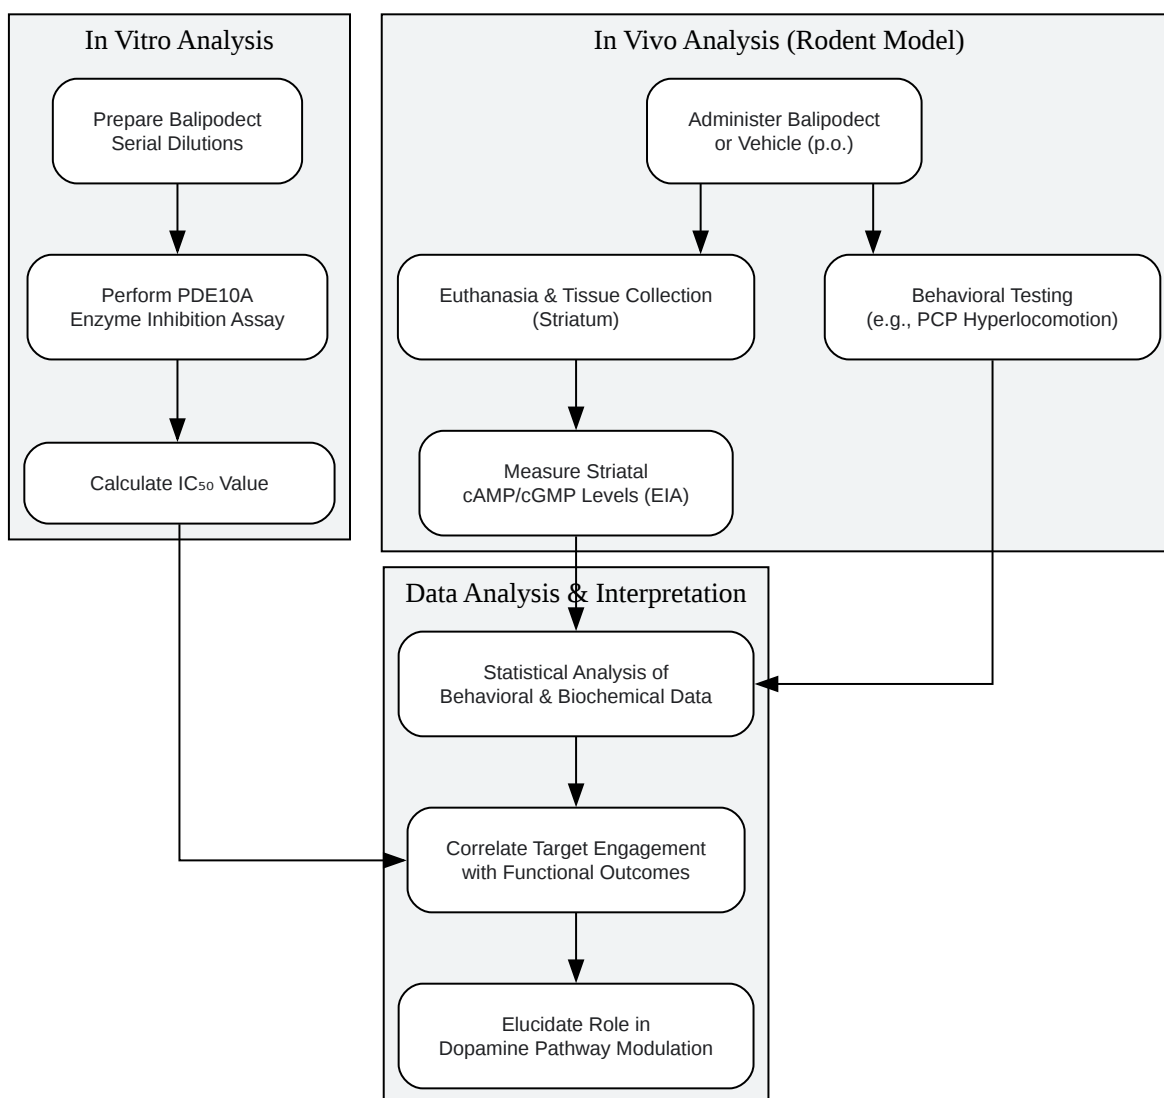 In Vitro Analysis
Prepare Balipodect
Serial Dilutions
Perform PDE10A
Enzyme Inhibition Assay
Calculate IC₅₀ Value
In Vivo Analysis (Rodent Model)
Administer Balipodect
or Vehicle (p.o.)
Euthanasia & Tissue Collection
(Striatum)
Behavioral Testing
(e.g., PCP Hyperlocomotion)
Measure Striatal
cAMP/cGMP Levels (EIA)
Data Analysis & Interpretation
Statistical Analysis of
Behavioral & Biochemical Data
Correlate Target Engagement
with Functional Outcomes
Elucidate Role in
Dopamine Pathway Modulation